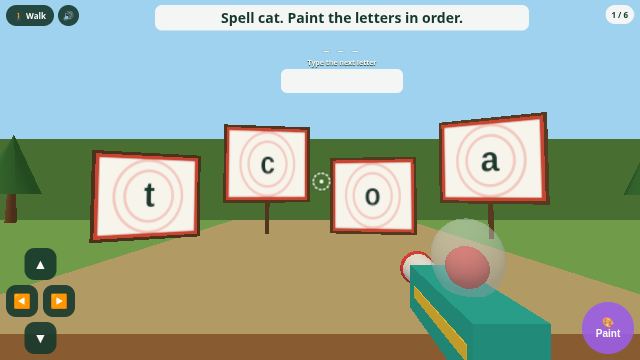 Walk
Spell cat. Paint the letters in order.
1 / 6
_ _ _
Type the next letter
t
c
o
a
Paint